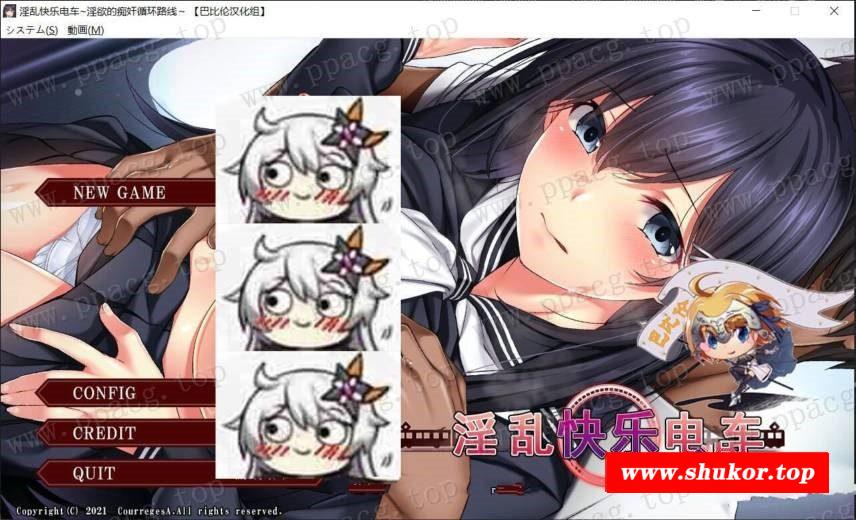 淫乱快乐电车~淫欲的痴奸循环路线~ 【巴比伦汉化组】
システム(S) 動画(M)
www.ppacg.top
NEW GAME
巴比伦
CONFIG
CREDIT
淫乱快乐电车
QUIT
www.shukor.top
Copyright(C) 2021 CourregesA.All rights reserved.